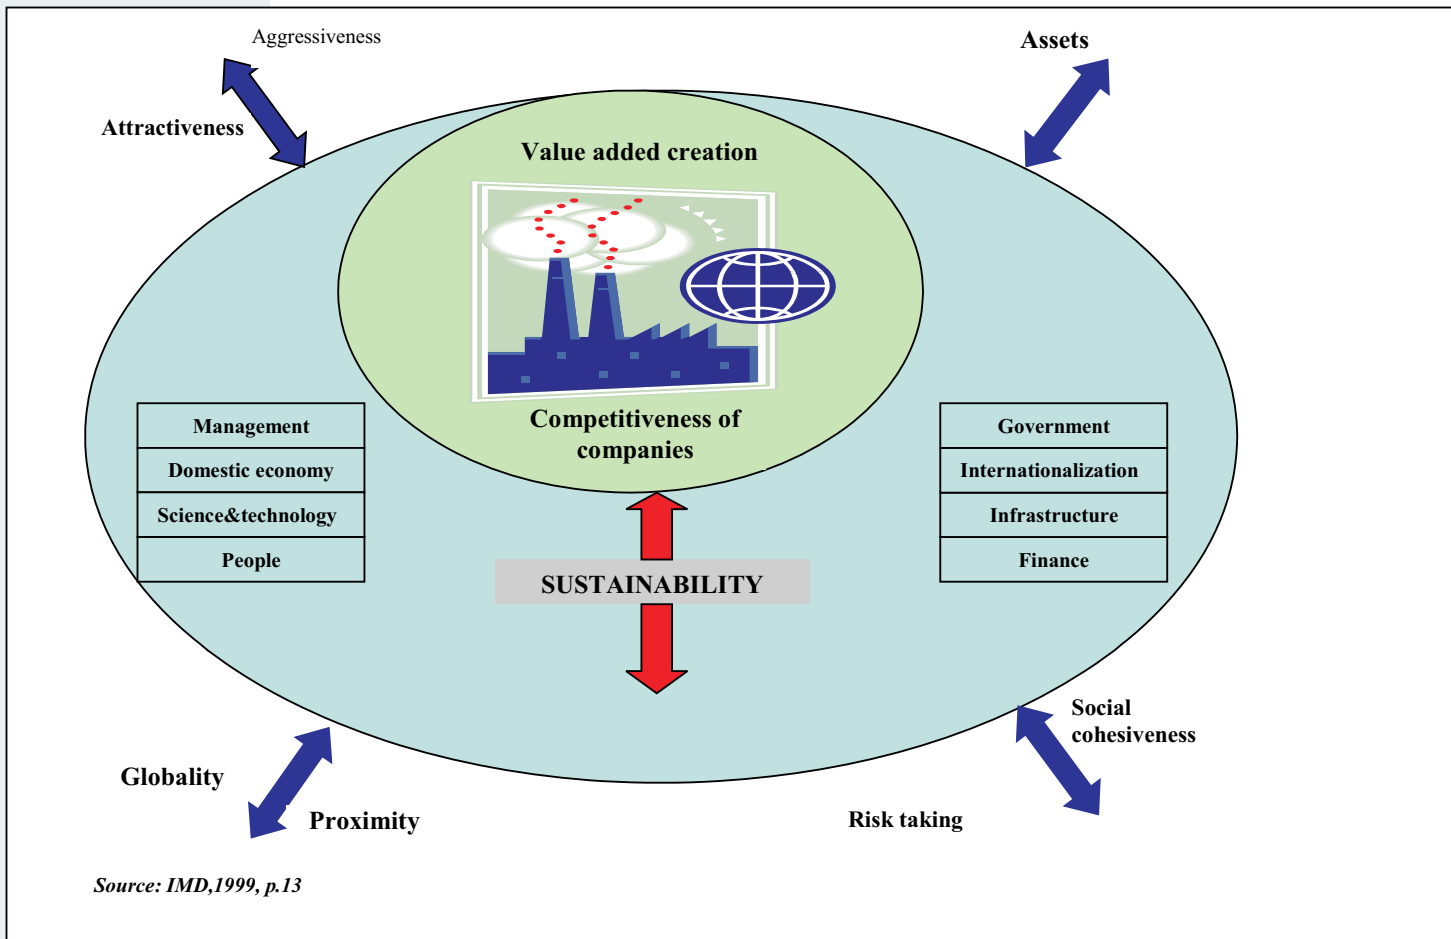 Aggressiveness
Assets
Attractiveness
Value added creation
Competitiveness of
companies
Management
Domestic economy
Science&technology
People
Government
Internationalization
Infrastructure
Finance
SUSTAINABILITY
Social
cohesiveness
Globality
Proximity
Risk taking
Source: IMD,1999, p.13